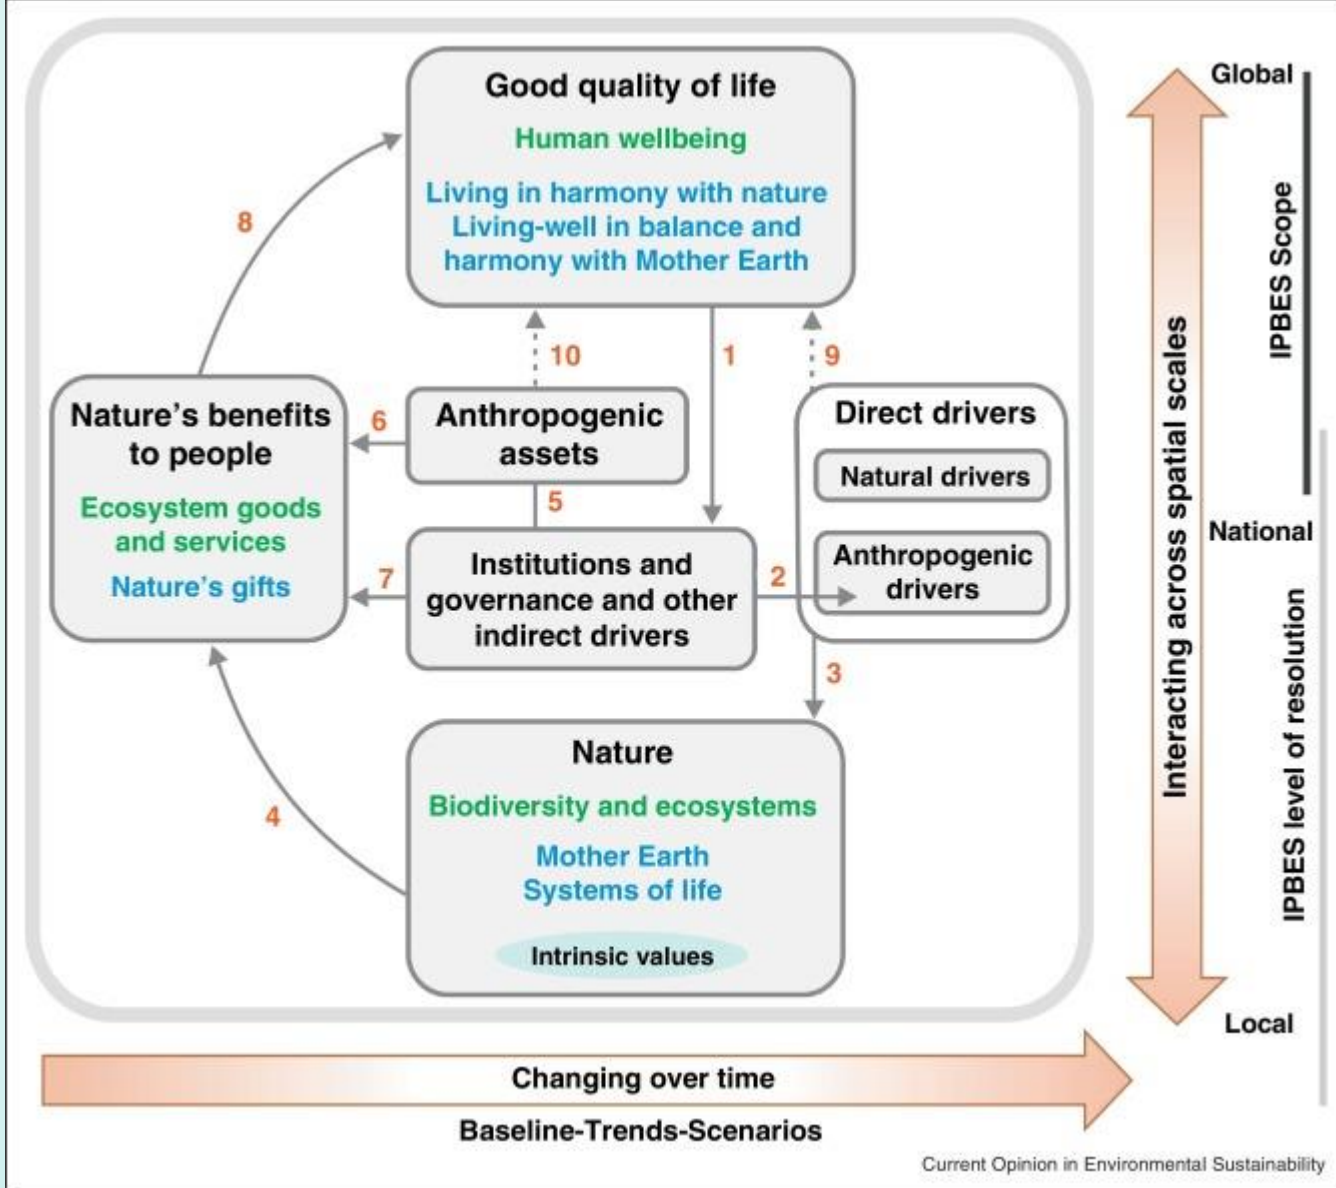 Good quality of life
Human wellbeing
Living in harmony with nature
Living-well in balance and
harmony with Mother Earth
8
10
1
9
Nature's benefits
to people
Ecosystem goods
and services
Nature's gifts
6
Anthropogenic
assets
5
Direct drivers
Natural drivers
Anthropogenic
drivers
7
Institutions and
governance and other
indirect drivers
2
3
4
Nature
Biodiversity and ecosystems
Mother Earth
Systems of life
Intrinsic values
Interacting across spatial scales
Global
IPBES Scope
National
IPBES level of resolution
Local
Changing over time
Baseline-Trends-Scenarios
Current Opinion in Environmental Sustainability